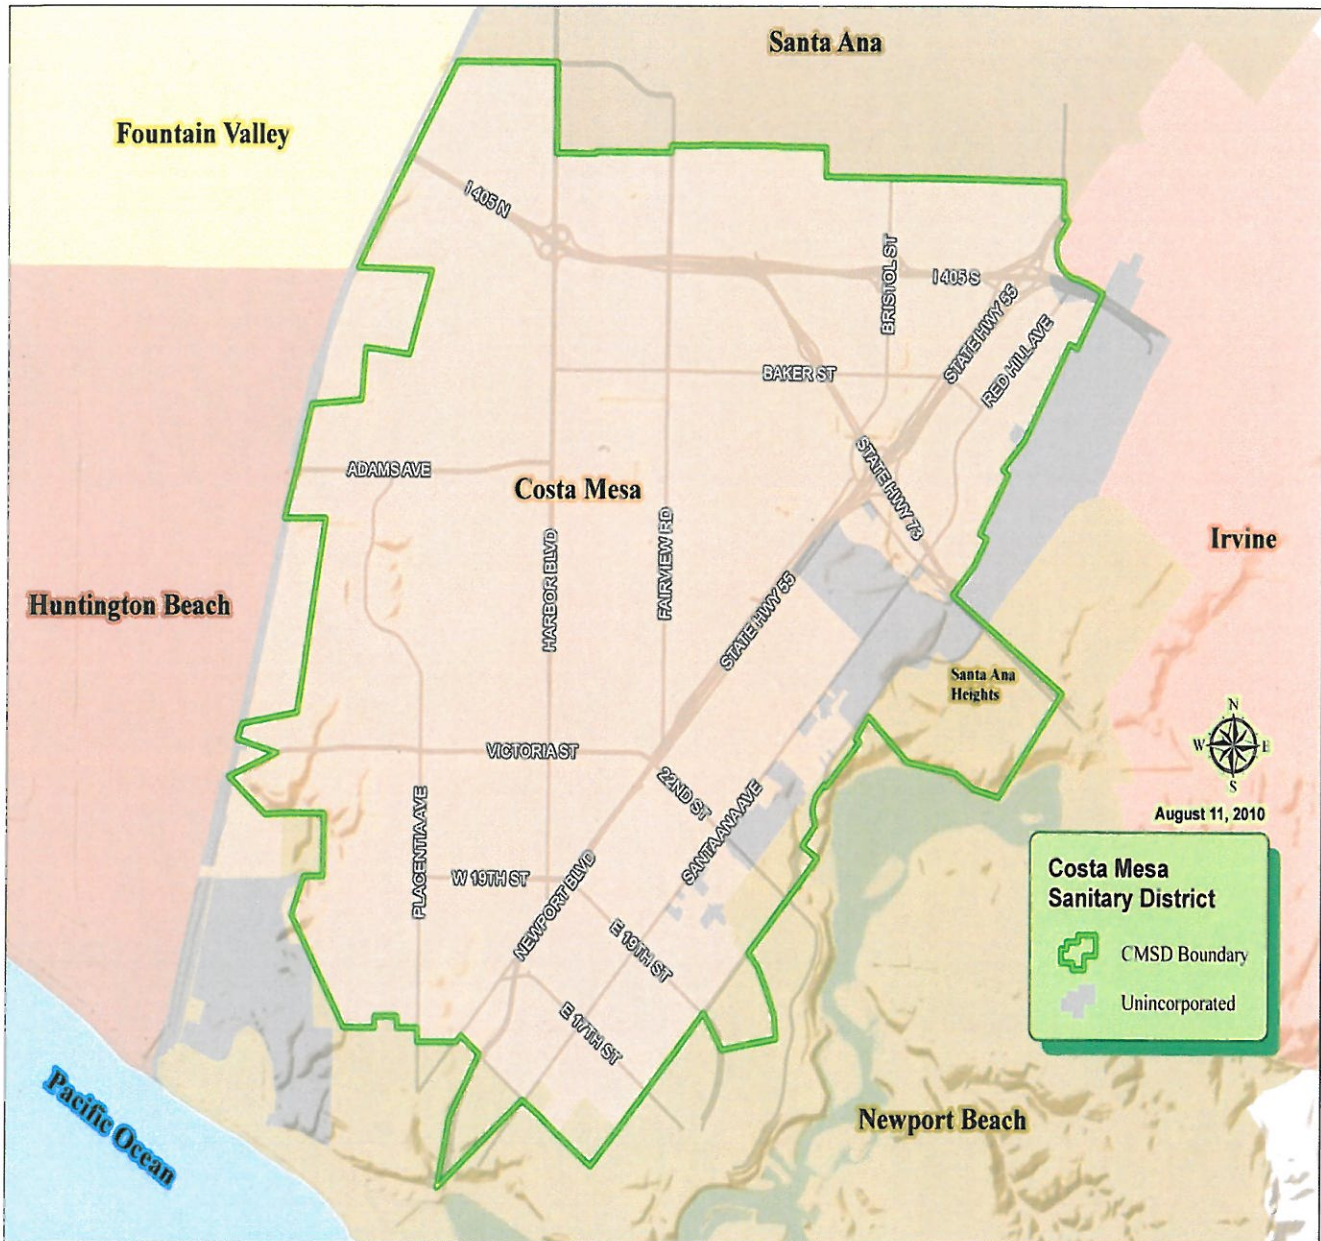 Santa Ana
Fountain Valley
I 405 N
BRISTOL ST
I 405 S
STATE HWY 55
RED HILL AVE
BAKER ST
ADAMS AVE
Costa Mesa
STATE HWY 73
HARBOR BLVD
FAIRVIEW RD
Irvine
Huntington Beach
STATE HWY 55
Santa Ana
Heights
N
W E
S
VICTORIA ST
22ND ST
SANTA ANA AVE
August 11, 2010
PLACENTIA AVE
W 19TH ST
NEWPORT BLVD
E 19TH ST
E 17TH ST
Costa Mesa
Sanitary District
CMSD Boundary
Unincorporated
Pacific Ocean
Newport Beach